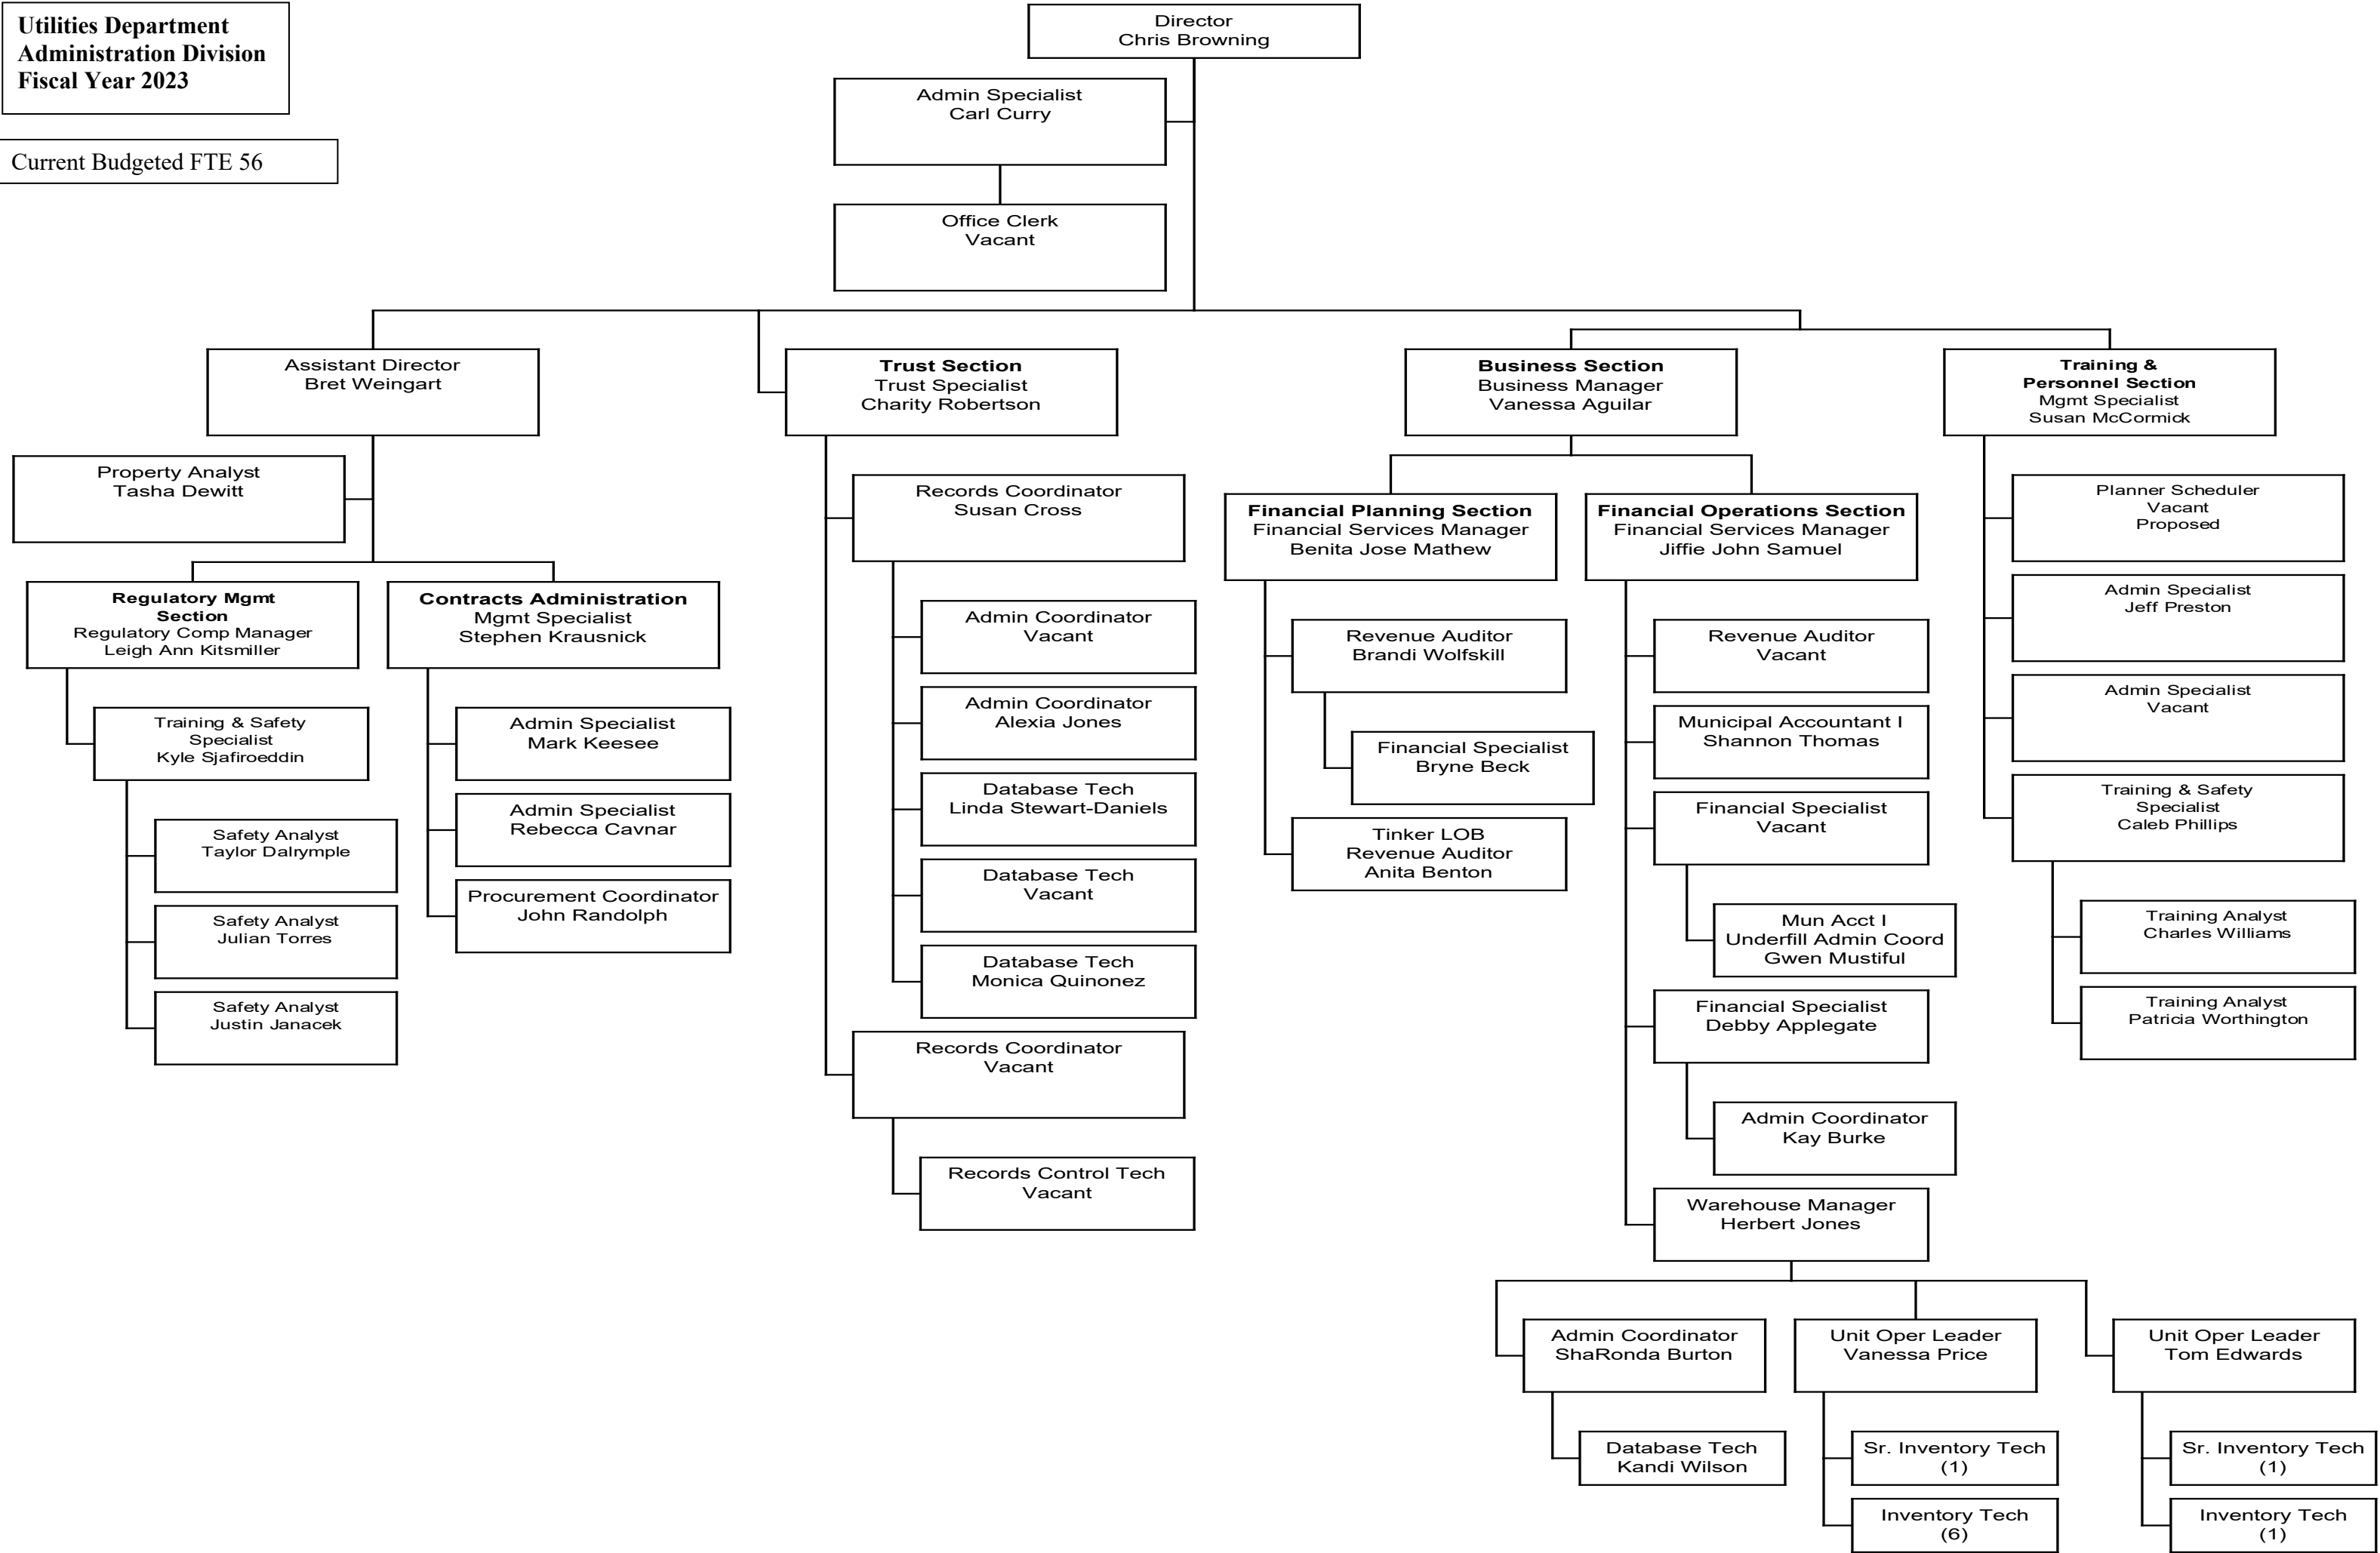 Utilities Department
Administration Division
Fiscal Year 2023
Current Budgeted FTE 56
Director
Chris Browning
Admin Specialist
Carl Curry
Office Clerk
Vacant
Assistant Director
Bret Weingart
Property Analyst
Tasha Dewitt
Regulatory Mgmt
Section
Regulatory Comp Manager
Leigh Ann Kitsmiller
Training & Safety
Specialist
Kyle Sjafiroeddin
Safety Analyst
Taylor Dalrymple
Safety Analyst
Julian Torres
Safety Analyst
Justin Janacek
Contracts Administration
Mgmt Specialist
Stephen Krausnick
Admin Specialist
Mark Keesee
Admin Specialist
Rebecca Cavnar
Procurement Coordinator
John Randolph
Trust Section
Trust Specialist
Charity Robertson
Records Coordinator
Susan Cross
Admin Coordinator
Vacant
Admin Coordinator
Alexia Jones
Database Tech
Linda Stewart-Daniels
Database Tech
Vacant
Database Tech
Monica Quinonez
Records Coordinator
Vacant
Records Control Tech
Vacant
Business Section
Business Manager
Vanessa Aguilar
Financial Planning Section
Financial Services Manager
Benita Jose Mathew
Revenue Auditor
Brandi Wolfskill
Financial Specialist
Bryne Beck
Tinker LOB
Revenue Auditor
Anita Benton
Financial Operations Section
Financial Services Manager
Jiffie John Samuel
Revenue Auditor
Vacant
Municipal Accountant I
Shannon Thomas
Financial Specialist
Vacant
Mun Acct I
Underfill Admin Coord
Gwen Mustiful
Financial Specialist
Debby Applegate
Admin Coordinator
Kay Burke
Warehouse Manager
Herbert Jones
Admin Coordinator
ShaRonda Burton
Database Tech
Kandi Wilson
Unit Oper Leader
Vanessa Price
Sr. Inventory Tech
(1)
Inventory Tech
(6)
Unit Oper Leader
Tom Edwards
Sr. Inventory Tech
(1)
Inventory Tech
(1)
Training &
Personnel Section
Mgmt Specialist
Susan McCormick
Planner Scheduler
Vacant
Proposed
Admin Specialist
Jeff Preston
Admin Specialist
Vacant
Training & Safety
Specialist
Caleb Phillips
Training Analyst
Charles Williams
Training Analyst
Patricia Worthington